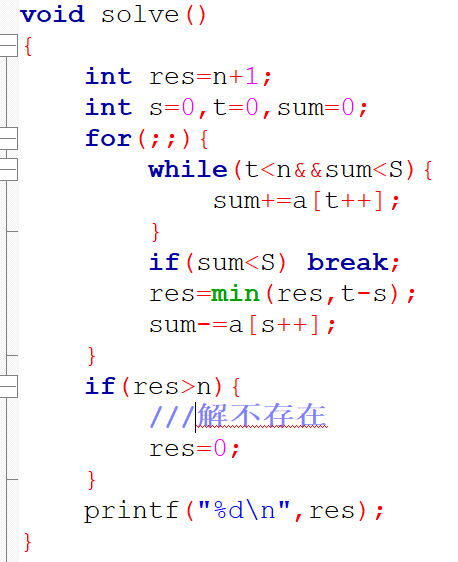 void solve()
{
    int res=n+1;
    int s=0,t=0,sum=0;
    for(;;){
        while(t<n&&sum<S){
            sum+=a[t++];
        }
        if(sum<S) break;
        res=min(res,t-s);
        sum-=a[s++];
    }
    if(res>n){
        ///解不存在
        res=0;
    }
    printf("%d\n",res);
}